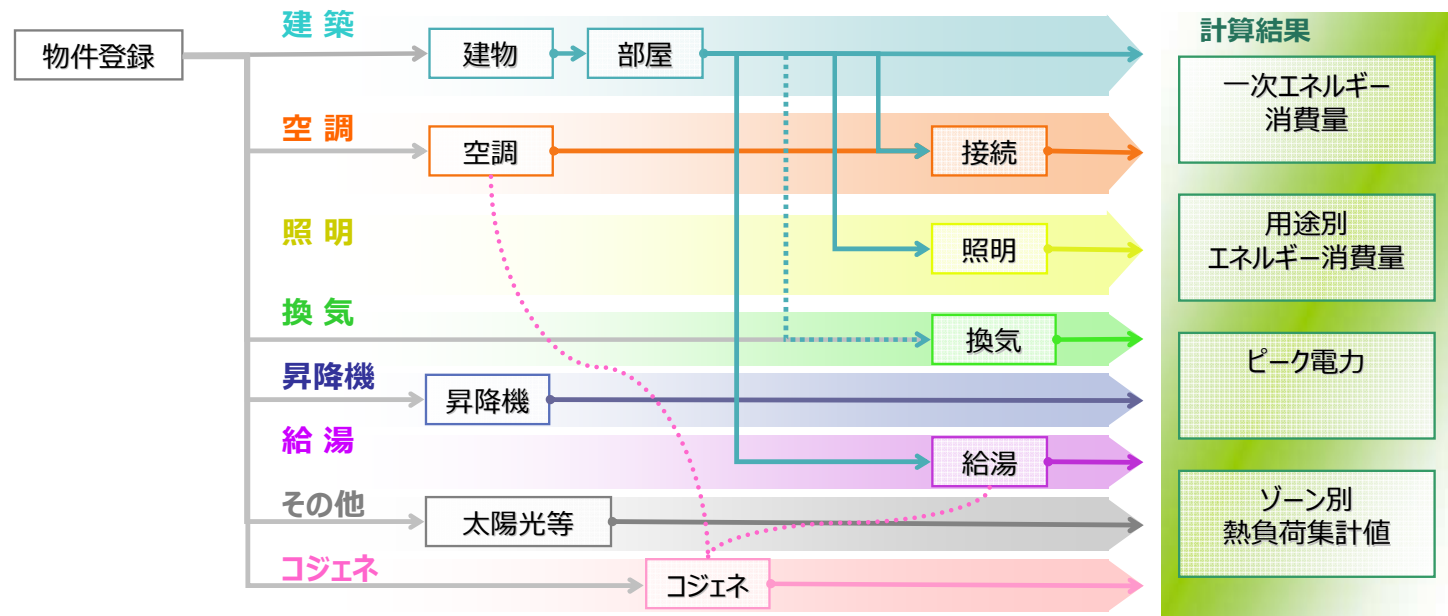 物件登録
建 築
建物
部屋
空 調
空調
接続
照 明
照明
換 気
換気
昇降機
昇降機
給 湯
給湯
その他
太陽光等
コジェネ
コジェネ
計算結果
一次エネルギー
消費量
用途別
エネルギー消費量
ピーク電力
ゾーン別
熱負荷集計値